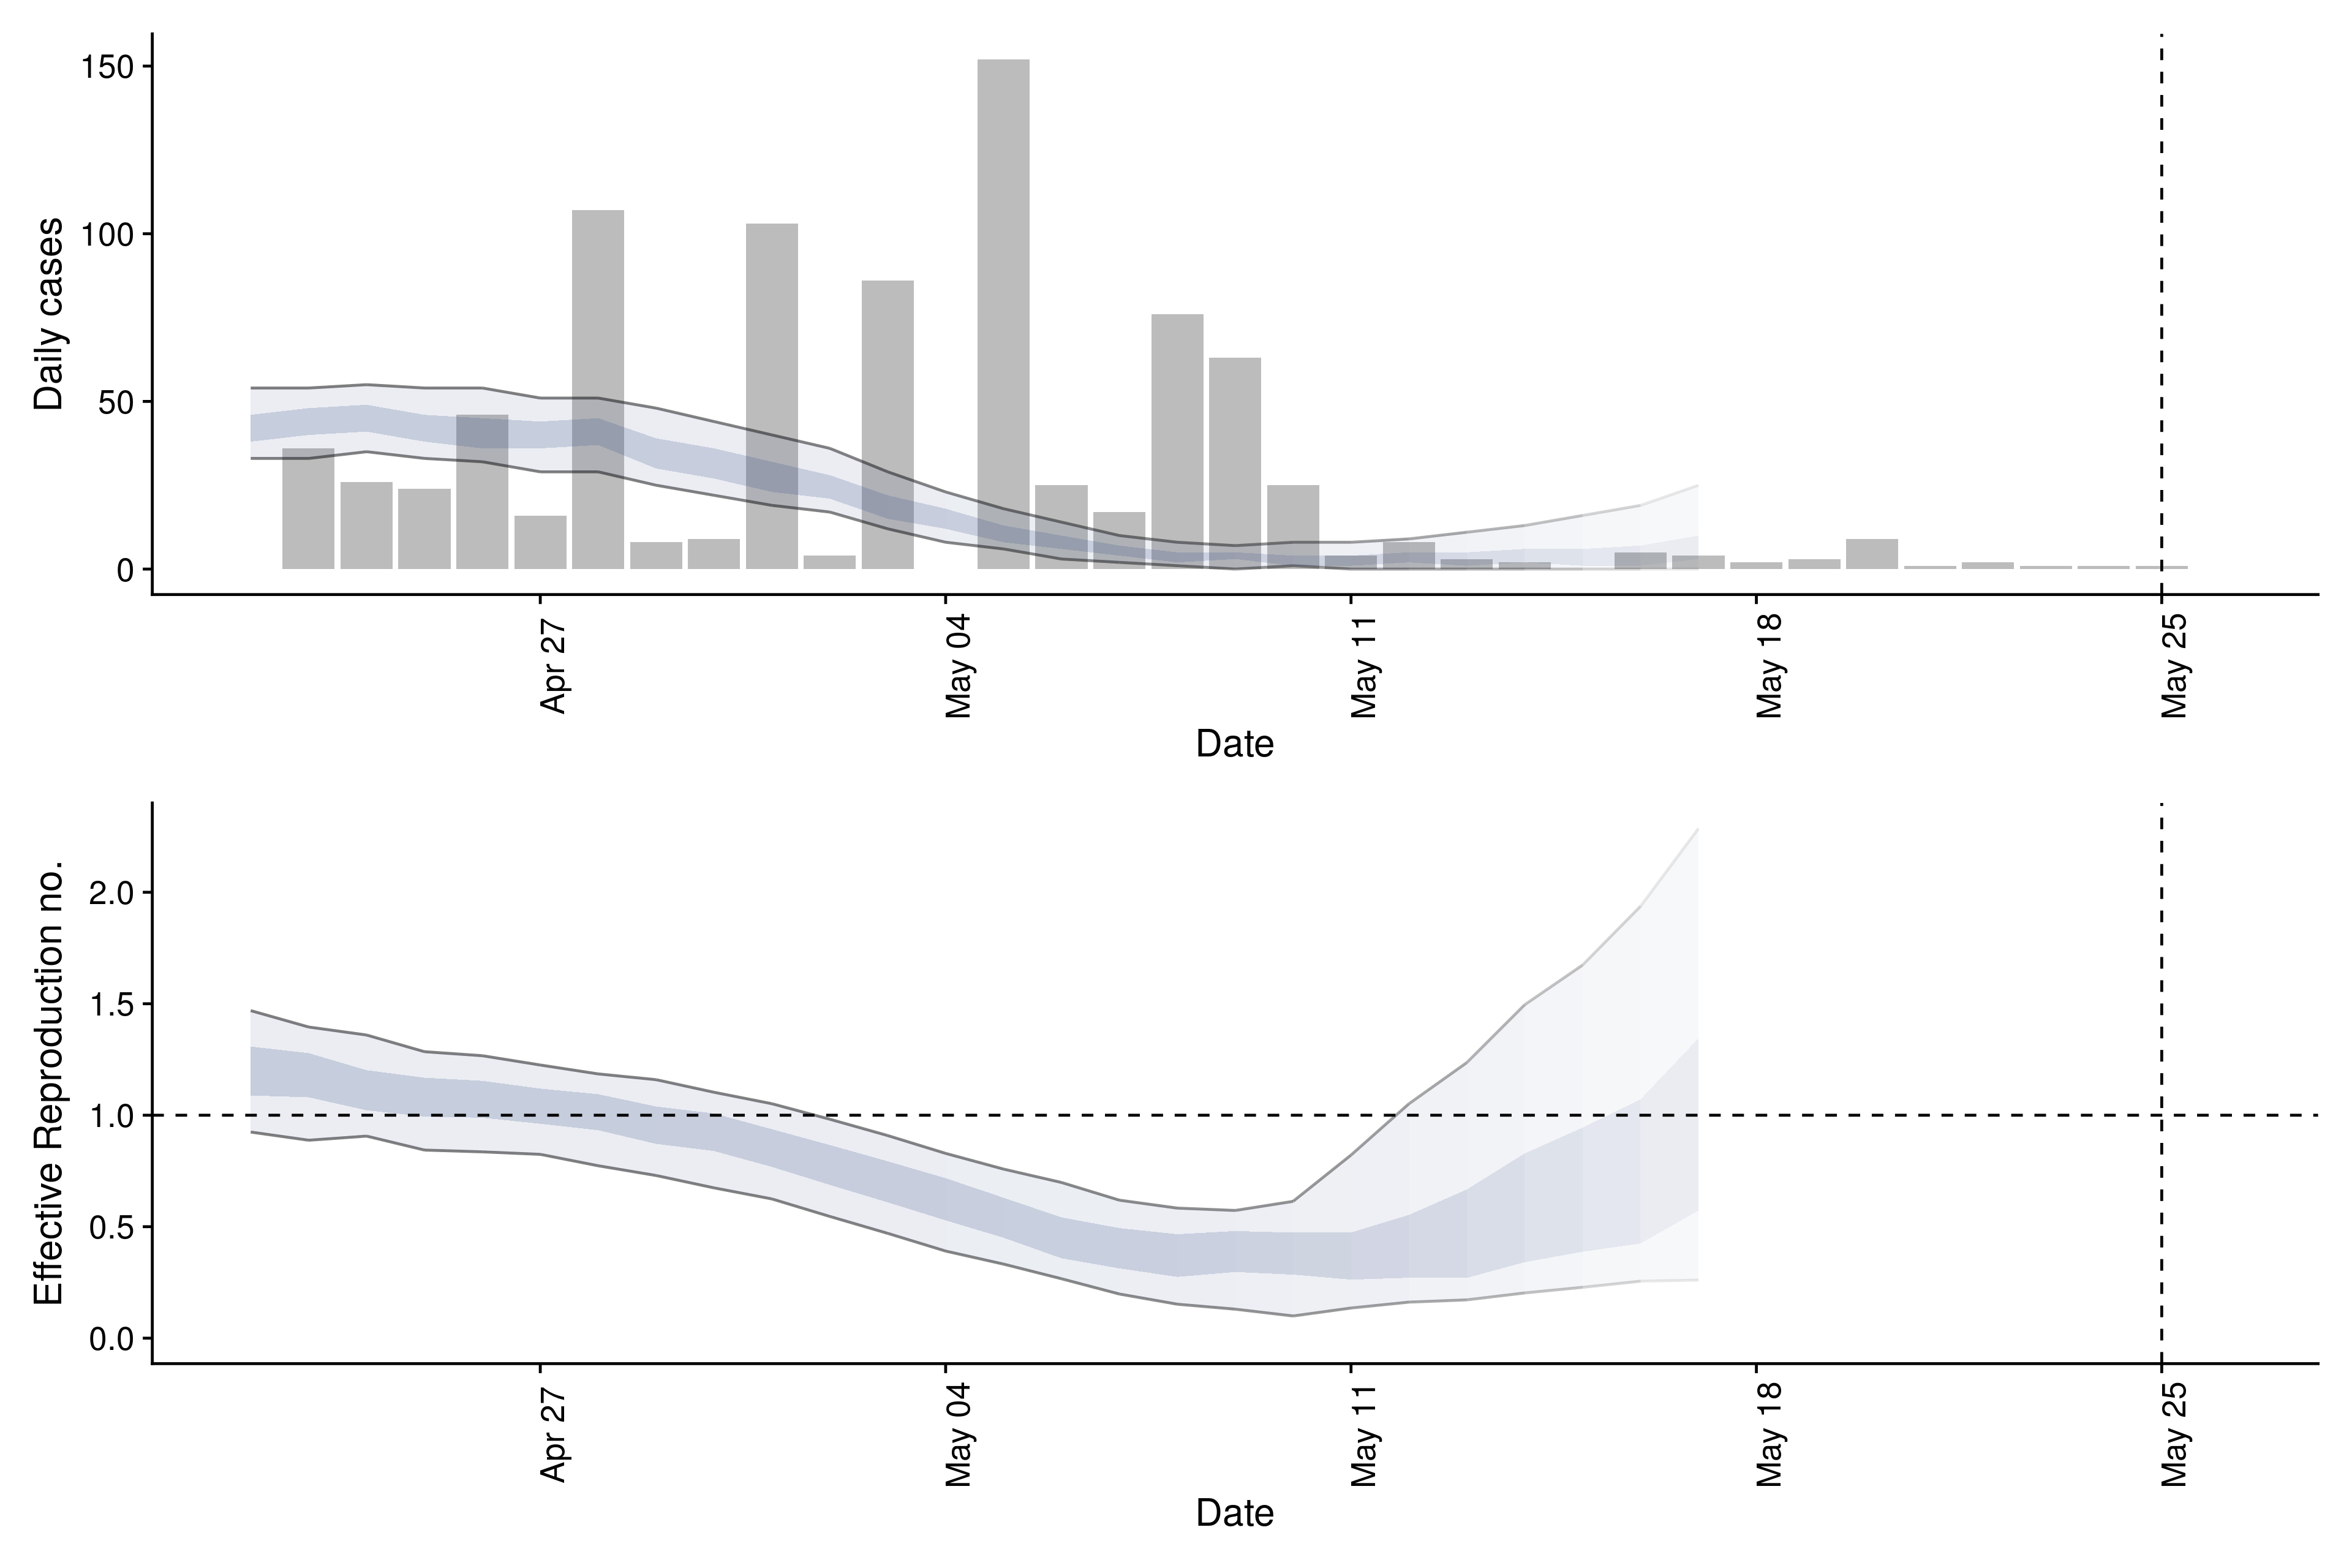 Daily cases
150
100
50
0
Apr 27
May 04
May 11
May 18
May 25
Date
Effective Reproduction no.
2.0
1.5
1.0
0.5
0.0
Apr 27
May 04
May 11
May 18
May 25
Date